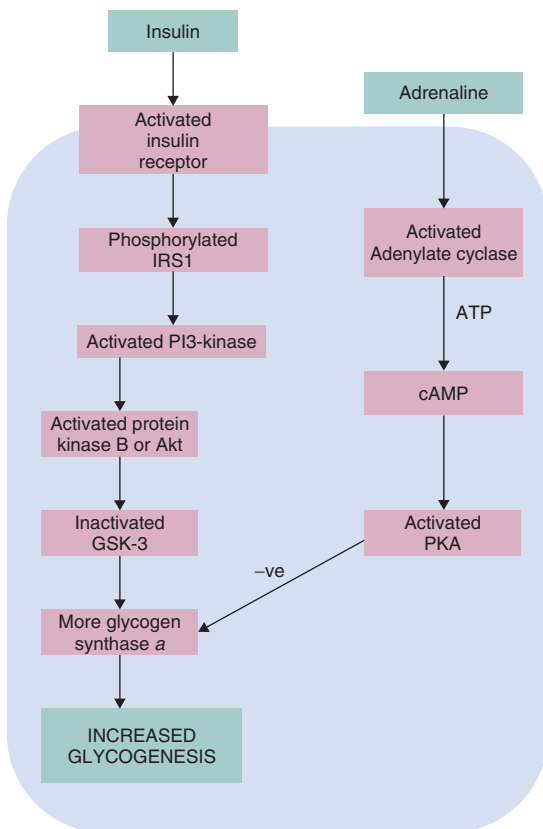 Insulin
Activated
insulin
receptor
Phosphorylated
IRS1
Activated PI3-kinase
Activated protein
kinase B or Akt
Inactivated
GSK-3
More glycogen
synthase a
INCREASED
GLYCOGENESIS
Adrenaline
Activated
Adenylate cyclase
ATP
cAMP
Activated
PKA
–ve